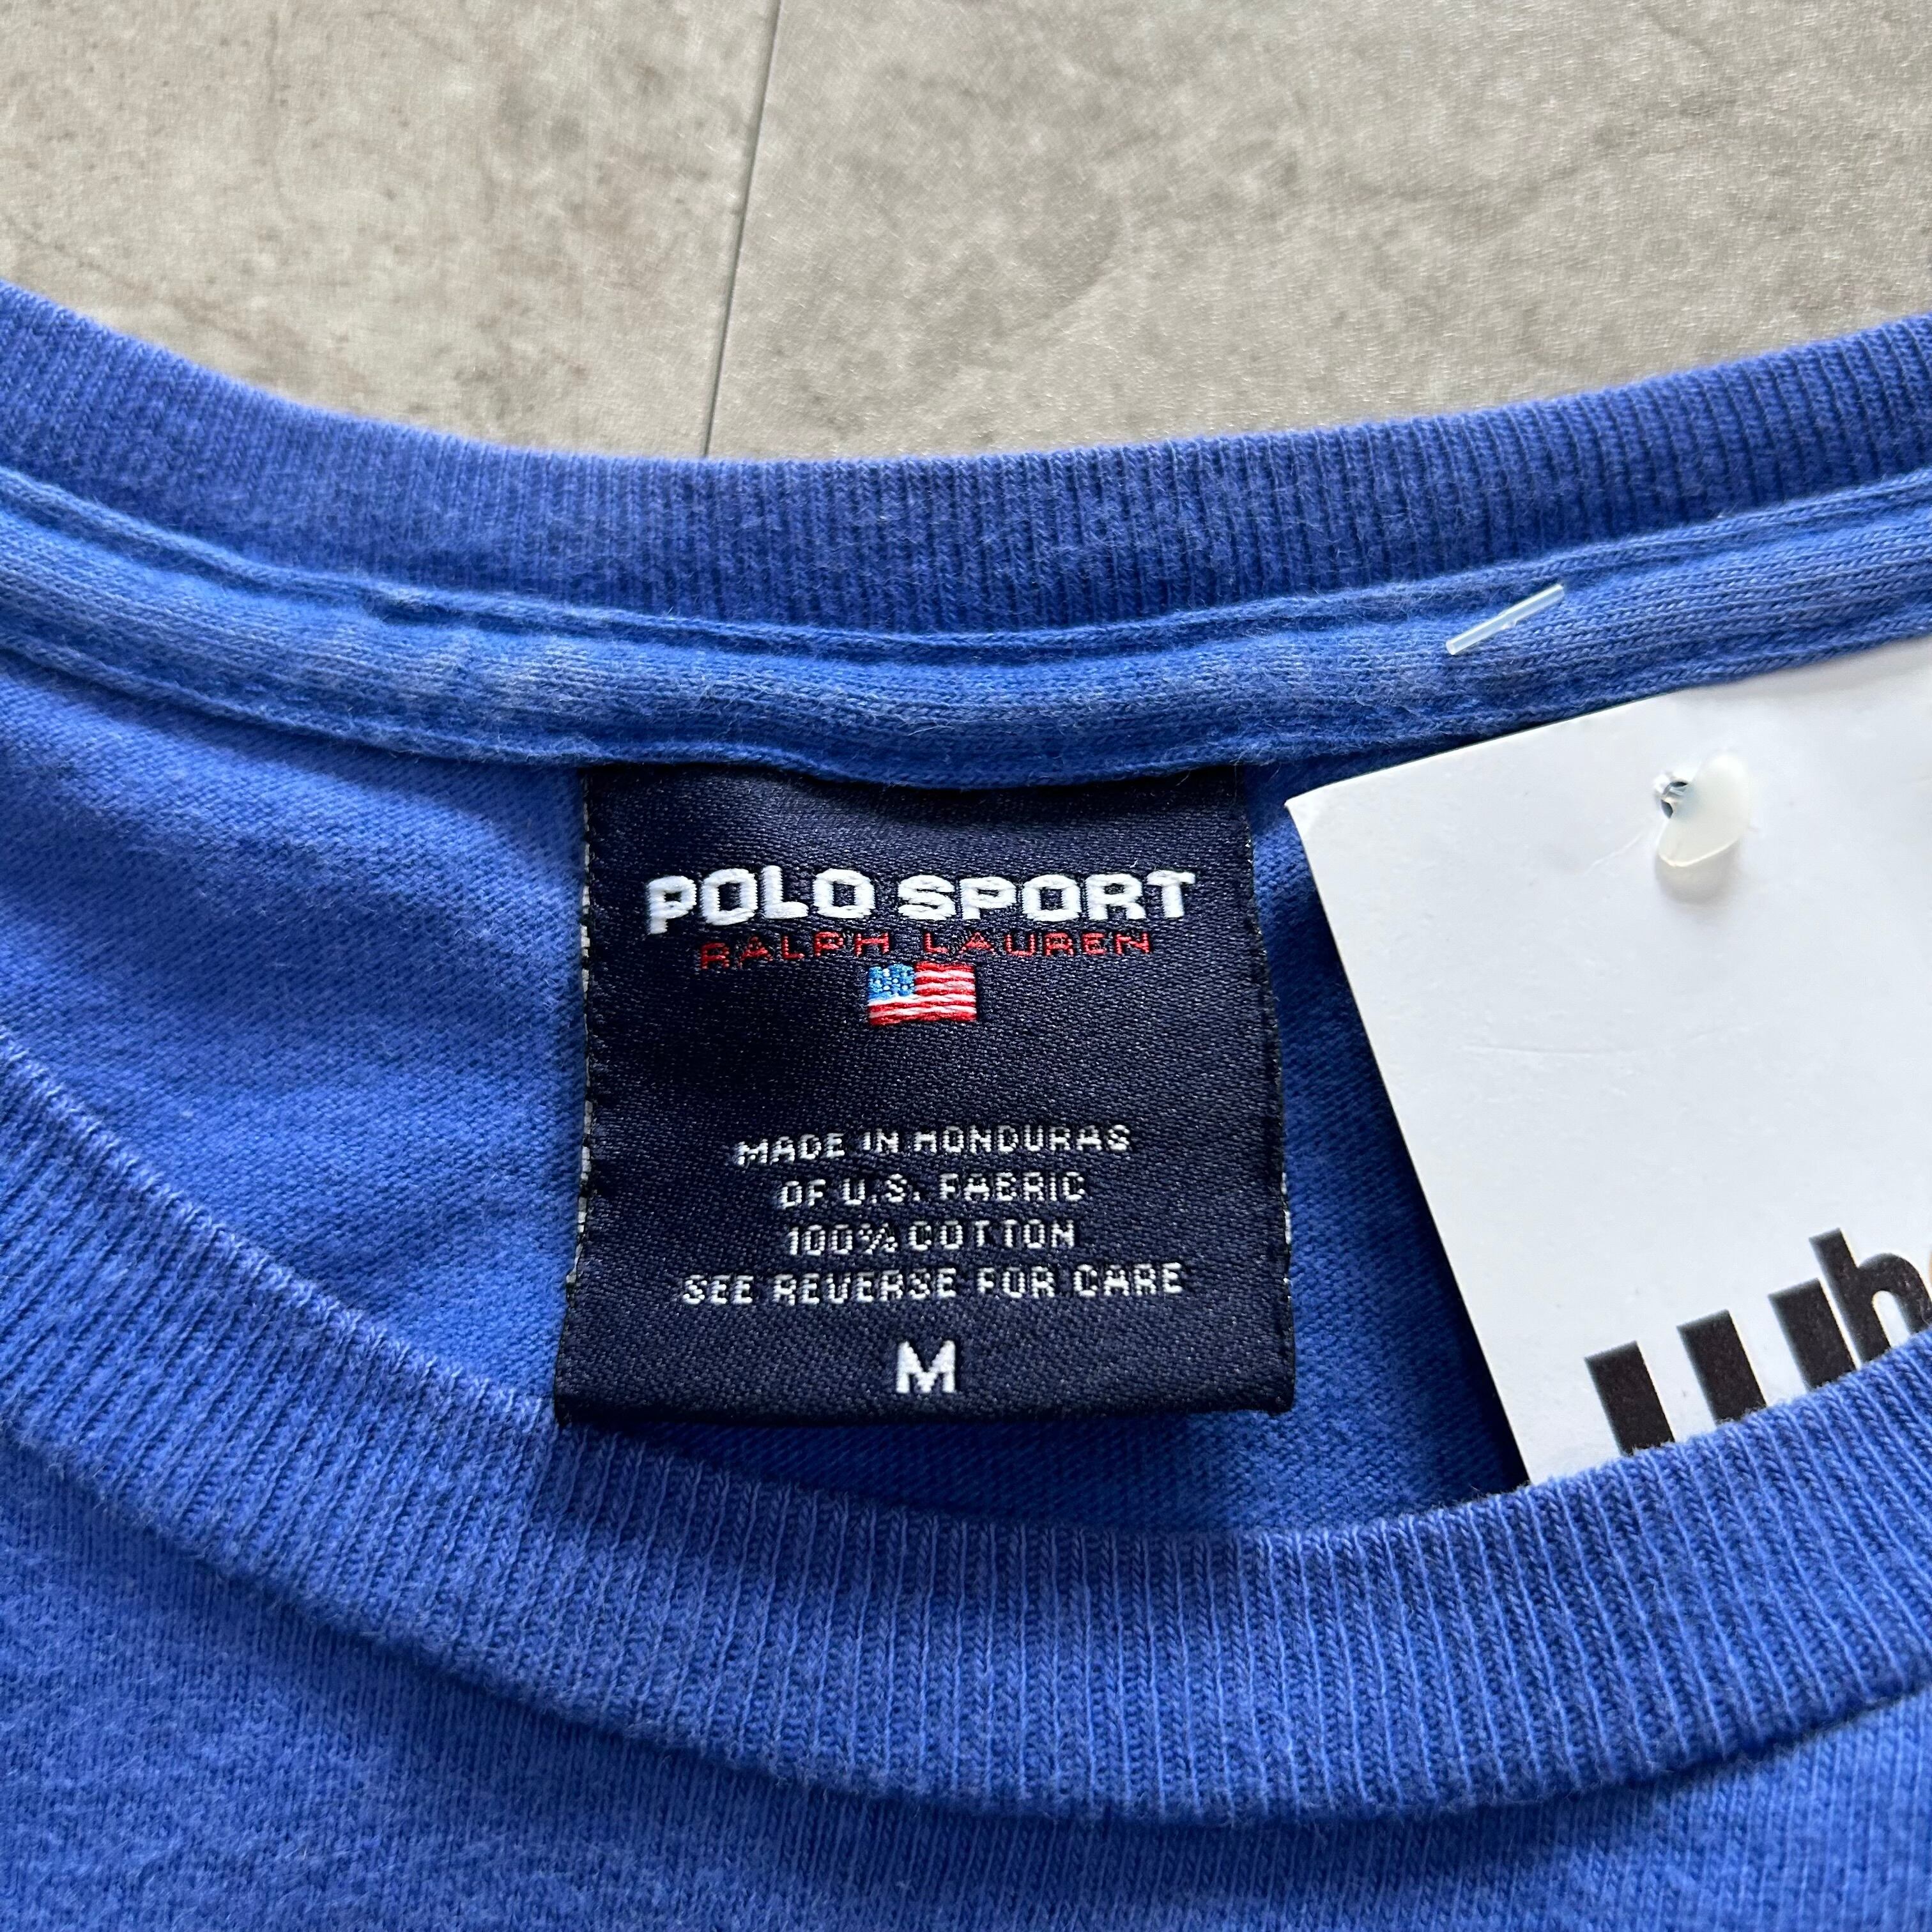 POLO SPORT
RALPH LAUREN
MADE IN HONDURAS
OF U.S. FABRIC
100% COTTON
SEE REVERSE FOR CARE
M